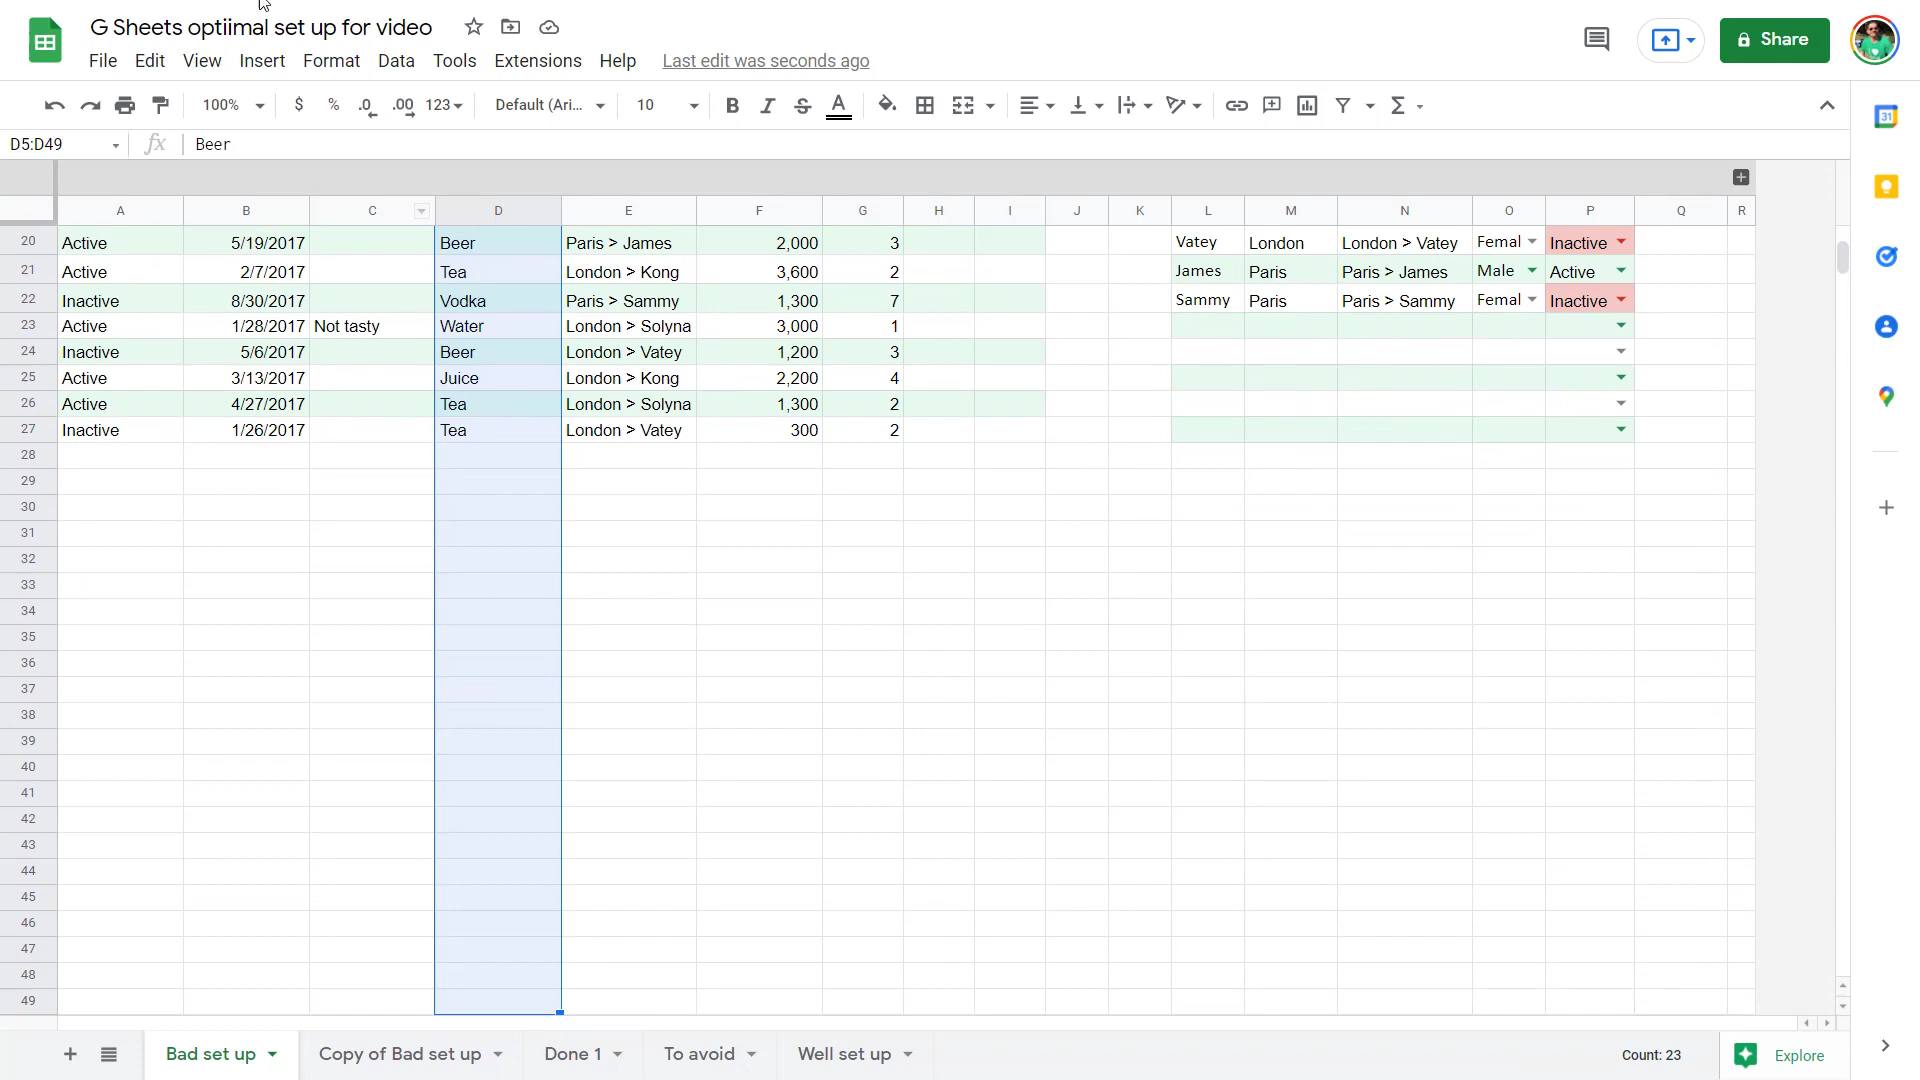 G Sheets optiimal set up for video
File Edit View Insert Format Data Tools Extensions Help Last edit was seconds ago
Share
100% $ % .0 .00 123 Default (Ari... 10 B I S A Σ
31
D5:D49 fx Beer
A B C D E F G H I J K L M N O P Q R
20 Active 5/19/2017 Beer Paris > James 2,000 3 Vatey London London > Vatey Femal Inactive
21 Active 2/7/2017 Tea London > Kong 3,600 2 James Paris Paris > James Male Active
22 Inactive 8/30/2017 Vodka Paris > Sammy 1,300 7 Sammy Paris Paris > Sammy Femal Inactive
23 Active 1/28/2017 Not tasty Water London > Solyna 3,000 1
24 Inactive 5/6/2017 Beer London > Vatey 1,200 3
25 Active 3/13/2017 Juice London > Kong 2,200 4
26 Active 4/27/2017 Tea London > Solyna 1,300 2
27 Inactive 1/26/2017 Tea London > Vatey 300 2
28
29
30
31
32
33
34
35
36
37
38
39
40
41
42
43
44
45
46
47
48
49
Bad set up Copy of Bad set up Done 1 To avoid Well set up Count: 23 Explore